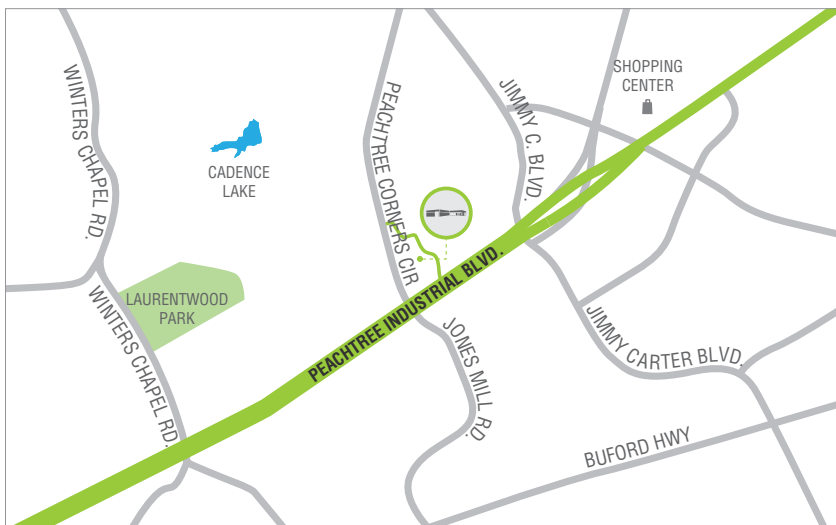 WINTERS CHAPEL RD.
CADENCE
LAKE
PEACHTREE CORNERS CIR
JIMMY C. BLVD.
SHOPPING
CENTER
LAURENTWOOD
PARK
WINTERS CHAPEL RD.
PEACHTREE INDUSTRIAL BLVD.
JONES MILL RD.
JIMMY CARTER BLVD.
BUFORD HWY